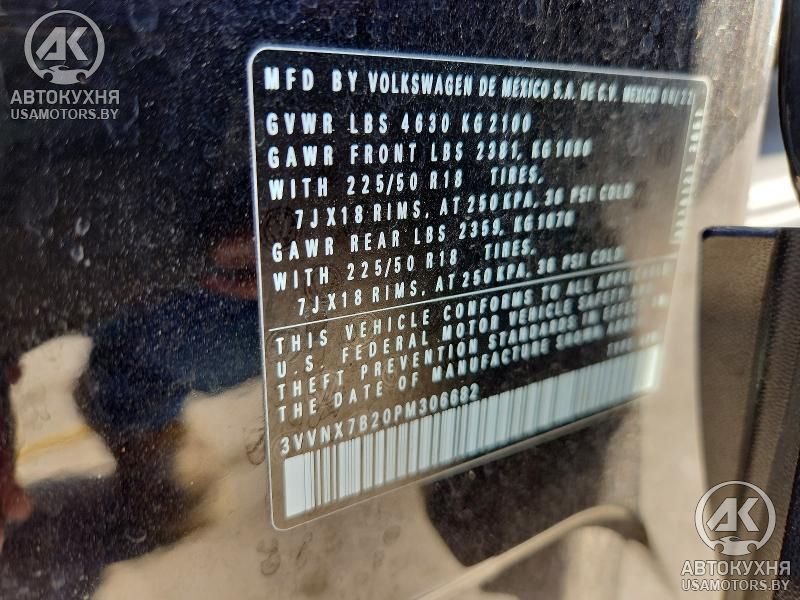 АК
АВТОКУХНЯ
USAMOTORS.BY
MFD BY VOLKSWAGEN DE MEXICO S.A. DE C.V. MEXICO 08/22
GVWR LBS 4630 KG 2100
GAWR FRONT LBS 2381, KG 1080
WITH 225/50 R18 TIRES,
7JX18 RIMS, AT 250 KPA, 36 PSI COLD
GAWR REAR LBS 2359, KG 1070
WITH 225/50 R18 TIRES,
7JX18 RIMS, AT 250 KPA, 36 PSI COLD
THIS VEHICLE CONFORMS TO ALL APPLICABLE
U.S. FEDERAL MOTOR VEHICLE SAFETY AND
THEFT PREVENTION STANDARDS IN EFFECT ON
THE DATE OF MANUFACTURE SHOWN ABOVE
3VVNX7B20PM306682
АК
АВТОКУХНЯ
USAMOTORS.BY